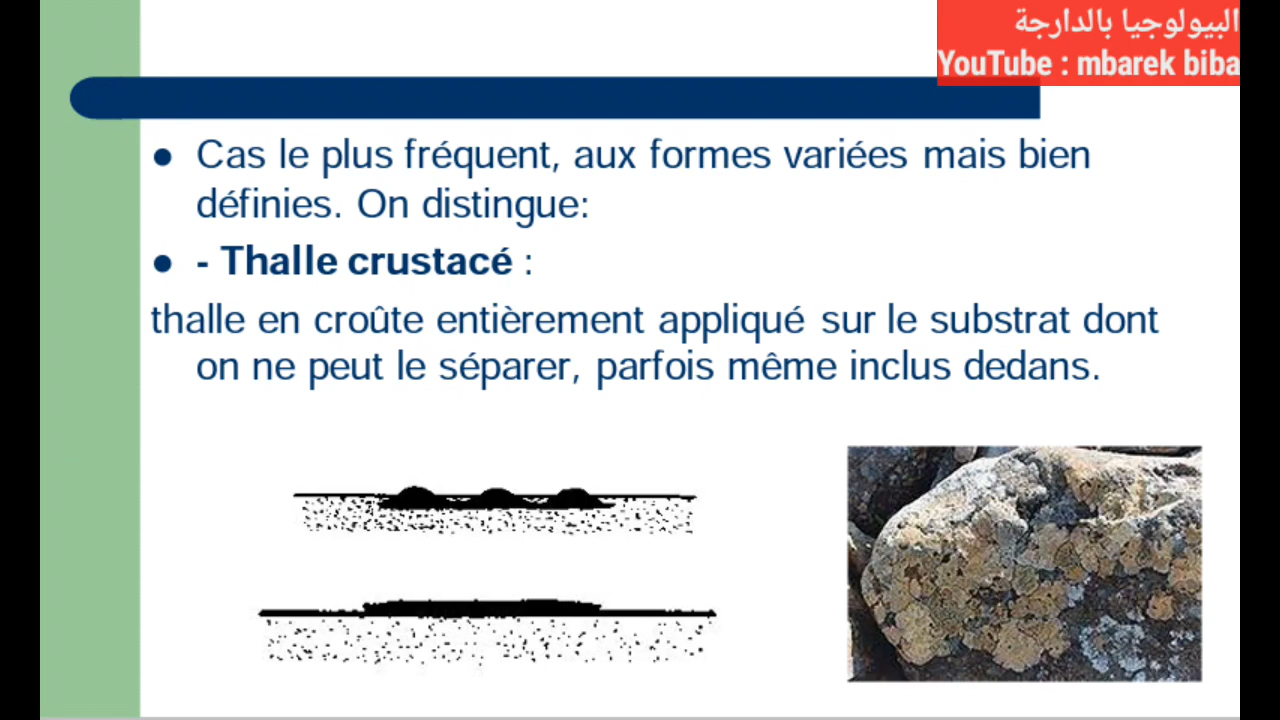 البيولوجيا بالدارجة
YouTube : mbarek biba
Cas le plus fréquent, aux formes variées mais bien
définies. On distingue:
- Thalle crustacé :
thalle en croûte entièrement appliqué sur le substrat dont
on ne peut le séparer, parfois même inclus dedans.